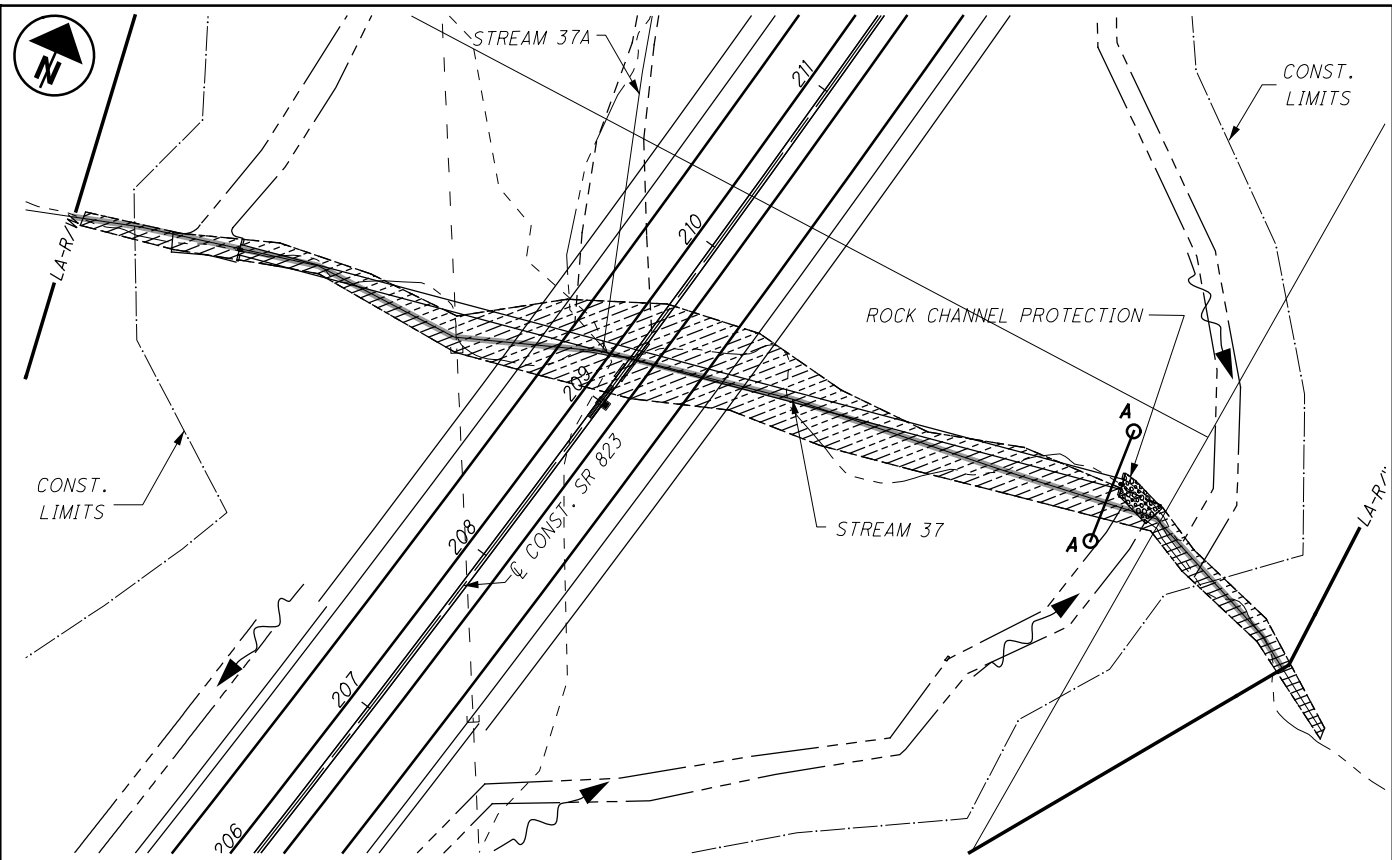 N
STREAM 37A
211
CONST.
LIMITS
LA-R/W
210
ROCK CHANNEL PROTECTION
209
A
CONST.
LIMITS
℄ CONST. SR 823
208
STREAM 37
A
LA-R/
207
E
206